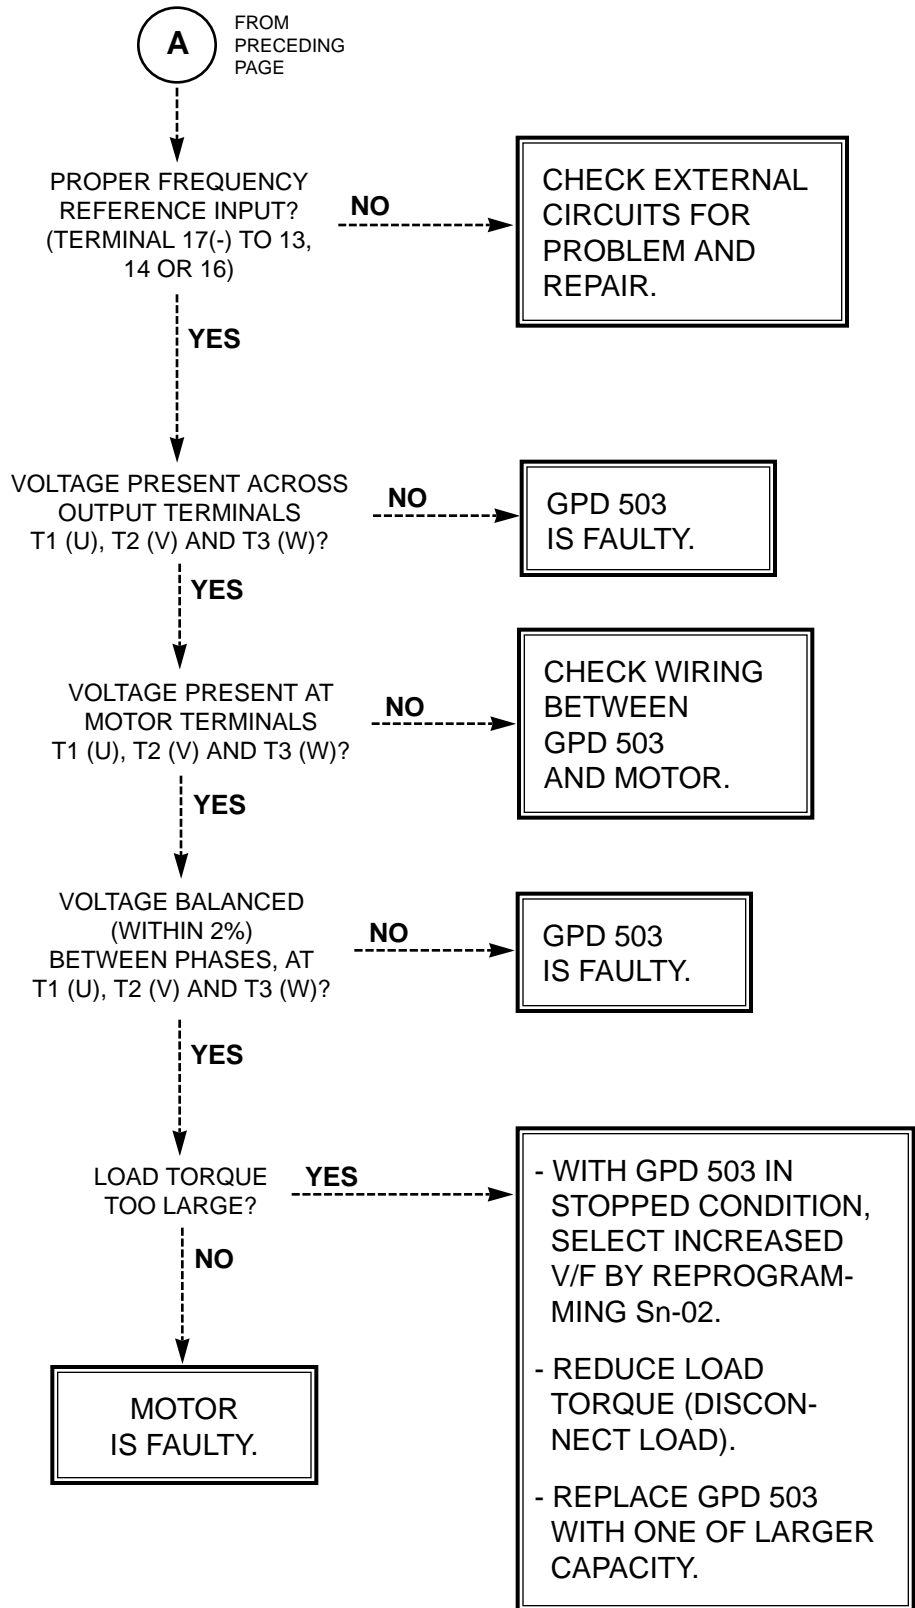 A
FROM
PRECEDING
PAGE
PROPER FREQUENCY
REFERENCE INPUT?
(TERMINAL 17(-) TO 13,
14 OR 16)
NO
CHECK EXTERNAL
CIRCUITS FOR
PROBLEM AND
REPAIR.
YES
VOLTAGE PRESENT ACROSS
OUTPUT TERMINALS
T1 (U), T2 (V) AND T3 (W)?
NO
GPD 503
IS FAULTY.
YES
VOLTAGE PRESENT AT
MOTOR TERMINALS
T1 (U), T2 (V) AND T3 (W)?
NO
CHECK WIRING
BETWEEN
GPD 503
AND MOTOR.
YES
VOLTAGE BALANCED
(WITHIN 2%)
BETWEEN PHASES, AT
T1 (U), T2 (V) AND T3 (W)?
NO
GPD 503
IS FAULTY.
YES
LOAD TORQUE
TOO LARGE?
YES
- WITH GPD 503 IN
STOPPED CONDITION,
SELECT INCREASED
V/F BY REPROGRAM-
MING Sn-02.
- REDUCE LOAD
TORQUE (DISCON-
NECT LOAD).
- REPLACE GPD 503
WITH ONE OF LARGER
CAPACITY.
NO
MOTOR
IS FAULTY.